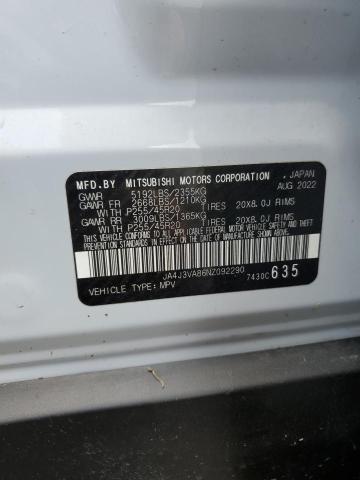 MFD.BY MITSUBISHI MOTORS CORPORATION , JAPAN
GVWR 5192LBS/2355KG AUG 2022
GAWR FR 2668LBS/1210KG
WITH P255/45R20 TIRES 20X8.0J RIMS
GAWR RR 3009LBS/1365KG
WITH P255/45R20 TIRES 20X8.0J RIMS
THIS VEHICLE CONFORMS TO ALL APPLICABLE FEDERAL MOTOR VEHICLE SAFETY, BUMPER, AND THEFT PREVENTION STANDARDS IN EFFECT ON THE DATE OF MANUFACTURE SHOWN ABOVE.
JA4J3VA86NZ092290
VEHICLE TYPE: MPV 7430C635